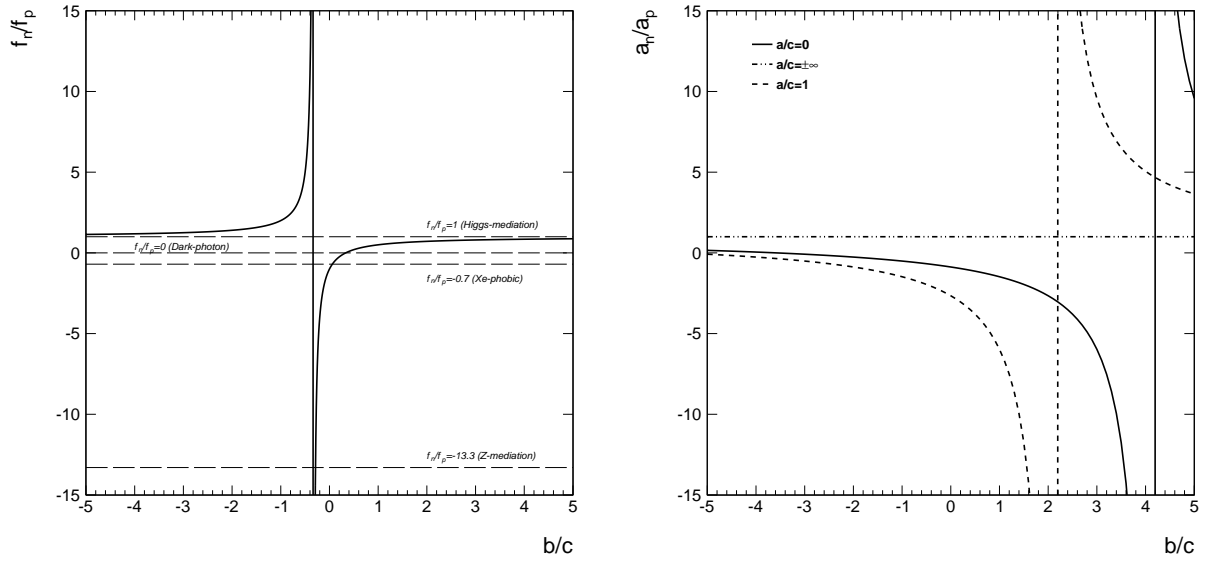 f_n/f_p
15
10
5
0
-5
-10
-15
-5 -4 -3 -2 -1 0 1 2 3 4 5
b/c
f_n/f_p=1 (Higgs-mediation)
f_n/f_p=0 (Dark-photon)
f_n/f_p=-0.7 (Xe-phobic)
f_n/f_p=-13.3 (Z-mediation)
a_n/a_p
15
10
5
0
-5
-10
-15
-5 -4 -3 -2 -1 0 1 2 3 4 5
b/c
a/c=0
a/c=±∞
a/c=1